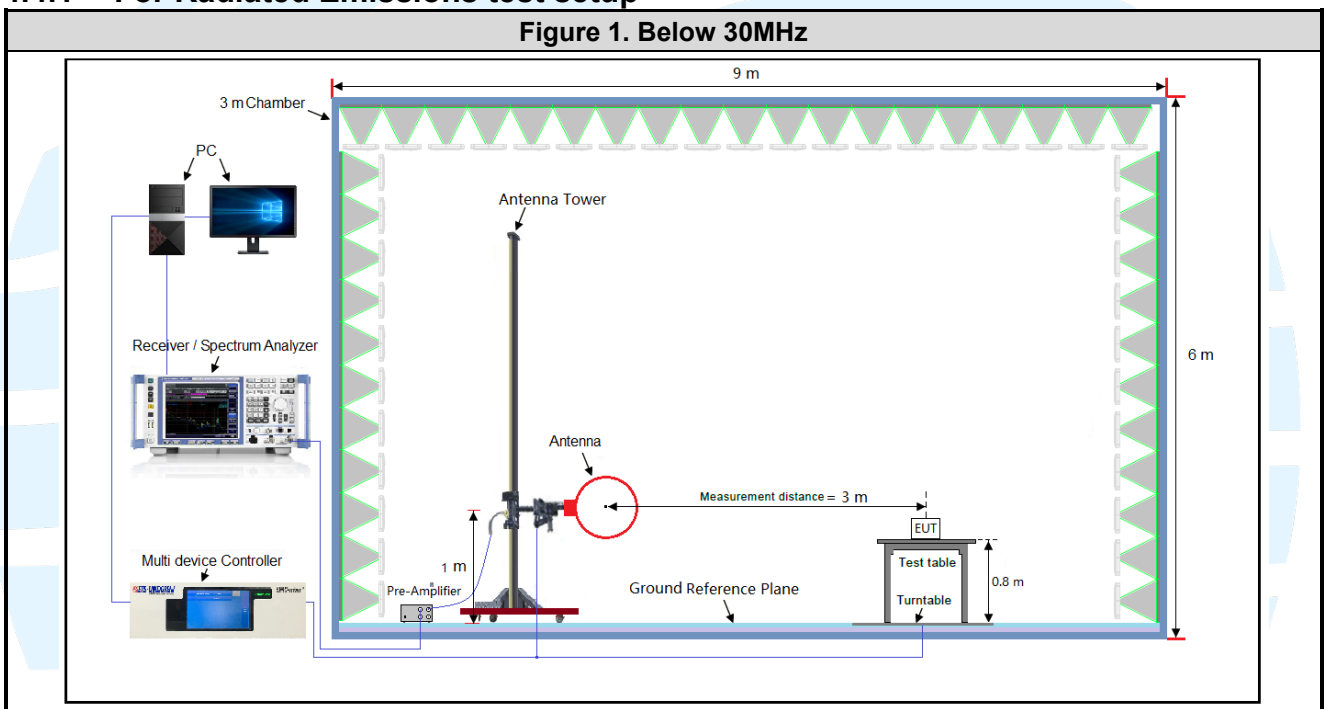 Figure 1. Below 30MHz
9 m
3 m Chamber
PC
Antenna Tower
6 m
Receiver / Spectrum Analyzer
Antenna
Measurement distance = 3 m
EUT
Multi device Controller
1 m
Test table
0.8 m
Pre-Amplifier
Ground Reference Plane
Turntable